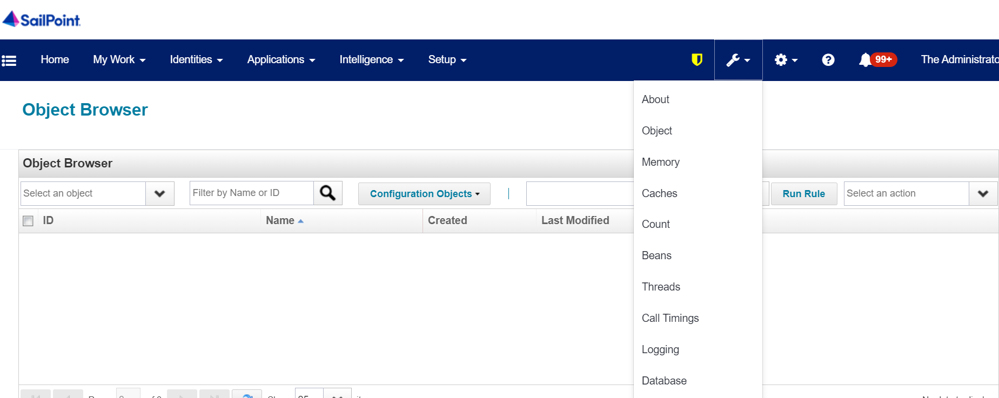 SailPoint
Home My Work Identities Applications Intelligence Setup 99+ The Administrato
About
Object Browser
Object
Memory
Object Browser
Select an object Filter by Name or ID Configuration Objects | Run Rule Select an action
Caches
ID Name Created Last Modified
Count
Beans
Threads
Call Timings
Logging
Database